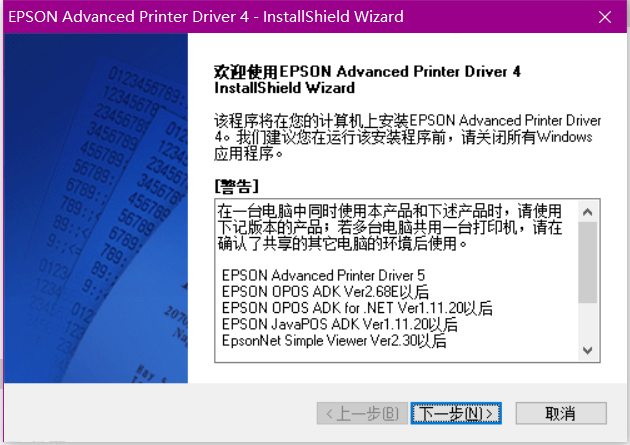 EPSON Advanced Printer Driver 4 - InstallShield Wizard
欢迎使用EPSON Advanced Printer Driver 4
InstallShield Wizard
该程序将在您的计算机上安装EPSON Advanced Printer Driver
4。我们建议您在运行该安装程序前，请关闭所有Windows
应用程序。
[警告]
在一台电脑中同时使用本产品和下述产品时，请使用
下记版本的产品；若多台电脑共用一台打印机，请在
确认了共享的其它电脑的环境后使用。
EPSON Advanced Printer Driver 5
EPSON OPOS ADK Ver2.68E以后
EPSON OPOS ADK for .NET Ver1.11.20以后
EPSON JavaPOS ADK Ver1.11.20以后
EpsonNet Simple Viewer Ver2.30以后
<上一步(B)
下一步(N)>
取消